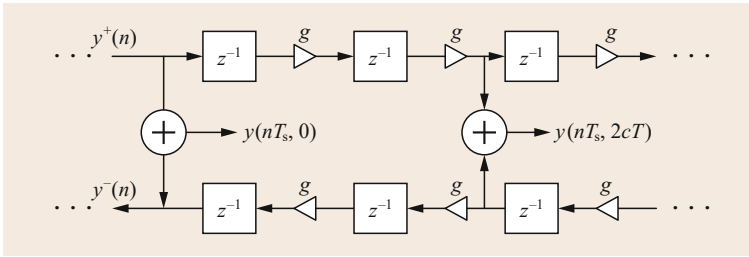 y⁺(n) g g g
· · · z⁻¹ z⁻¹ z⁻¹ · · ·
+ y(nTₛ, 0) + y(nTₛ, 2cT)
y⁻(n) g g g
· · · z⁻¹ z⁻¹ z⁻¹ · · ·